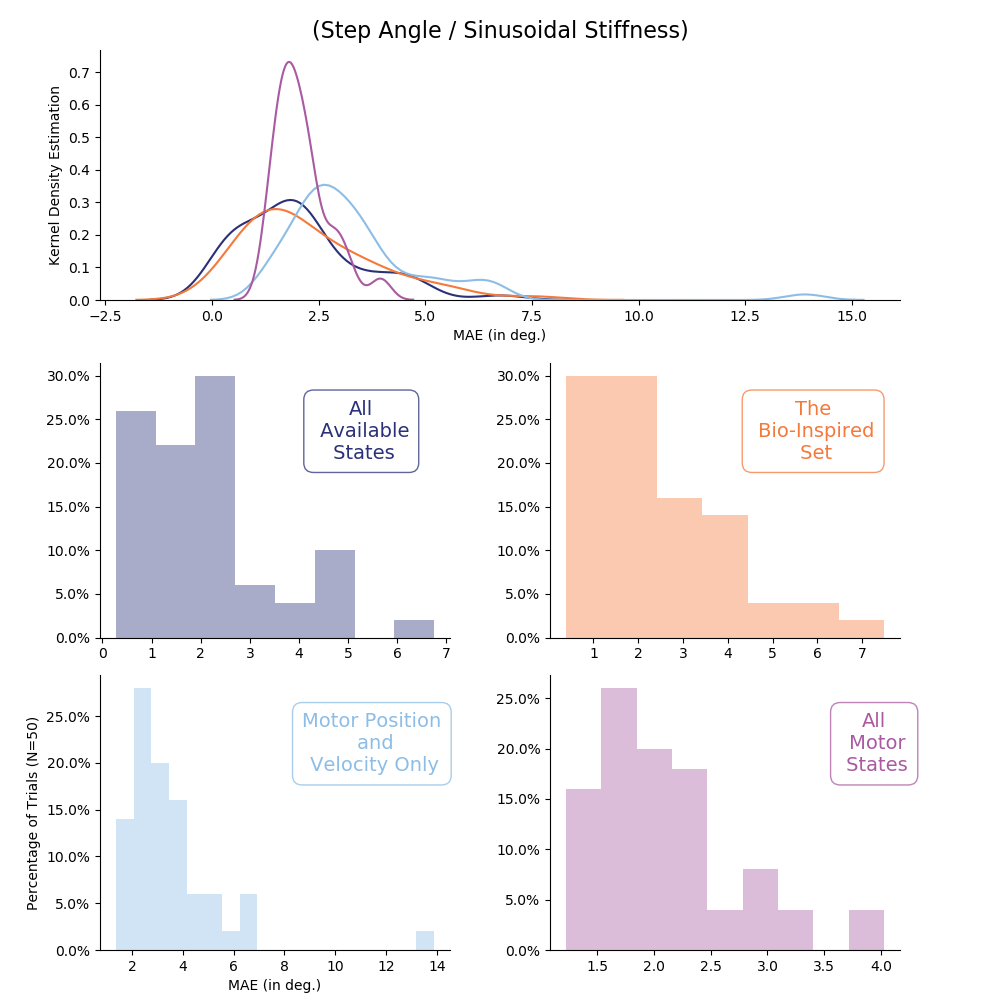 (Step Angle / Sinusoidal Stiffness)
Kernel Density Estimation
0.7
0.6
0.5
0.4
0.3
0.2
0.1
0.0
−2.5 0.0 2.5 5.0 7.5 10.0 12.5 15.0
MAE (in deg.)
30.0%
25.0%
20.0%
15.0%
10.0%
5.0%
0.0%
0 1 2 3 4 5 6 7
All
Available
States
30.0%
25.0%
20.0%
15.0%
10.0%
5.0%
0.0%
1 2 3 4 5 6 7
The
Bio-Inspired
Set
Percentage of Trials (N=50)
25.0%
20.0%
15.0%
10.0%
5.0%
0.0%
2 4 6 8 10 12 14
MAE (in deg.)
Motor Position
and
Velocity Only
25.0%
20.0%
15.0%
10.0%
5.0%
0.0%
1.5 2.0 2.5 3.0 3.5 4.0
All
Motor
States